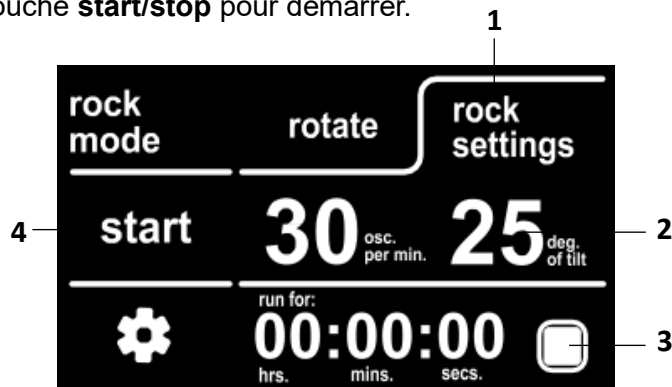 ouche start/stop pour démarrer.
1
rock
mode
rotate
rock
settings
4
start
30 osc.
per min.
25 deg.
of tilt
2
run for:
00:00:00
hrs. mins. secs.
3